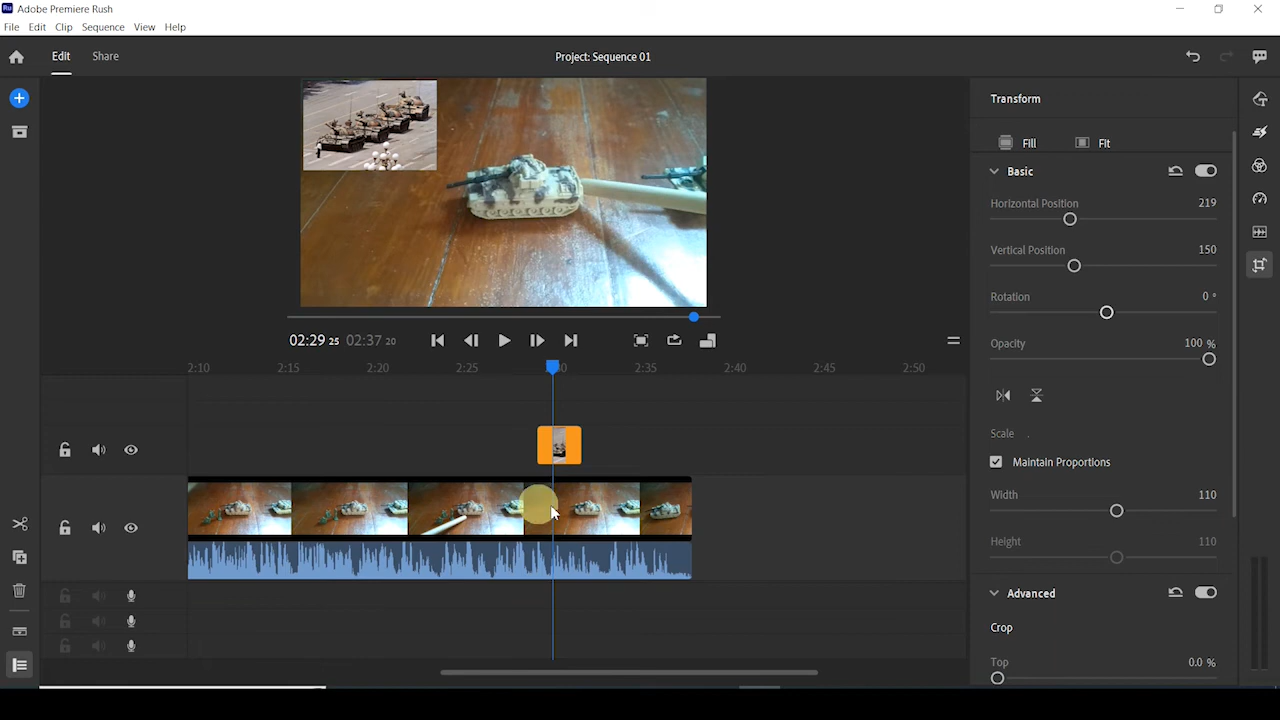 Ru Adobe Premiere Rush
File Edit Clip Sequence View Help
Edit Share Project: Sequence 01
Transform
Fill Fit
Basic
Horizontal Position 219
Vertical Position 150
Rotation 0 °
Opacity 100 %
Scale
Maintain Proportions
Width 110
Height 110
Advanced
Crop
Top 0.0 %
02:29 25 02:37 20
2:10 2:15 2:20 2:25 :30 2:35 2:40 2:45 2:50